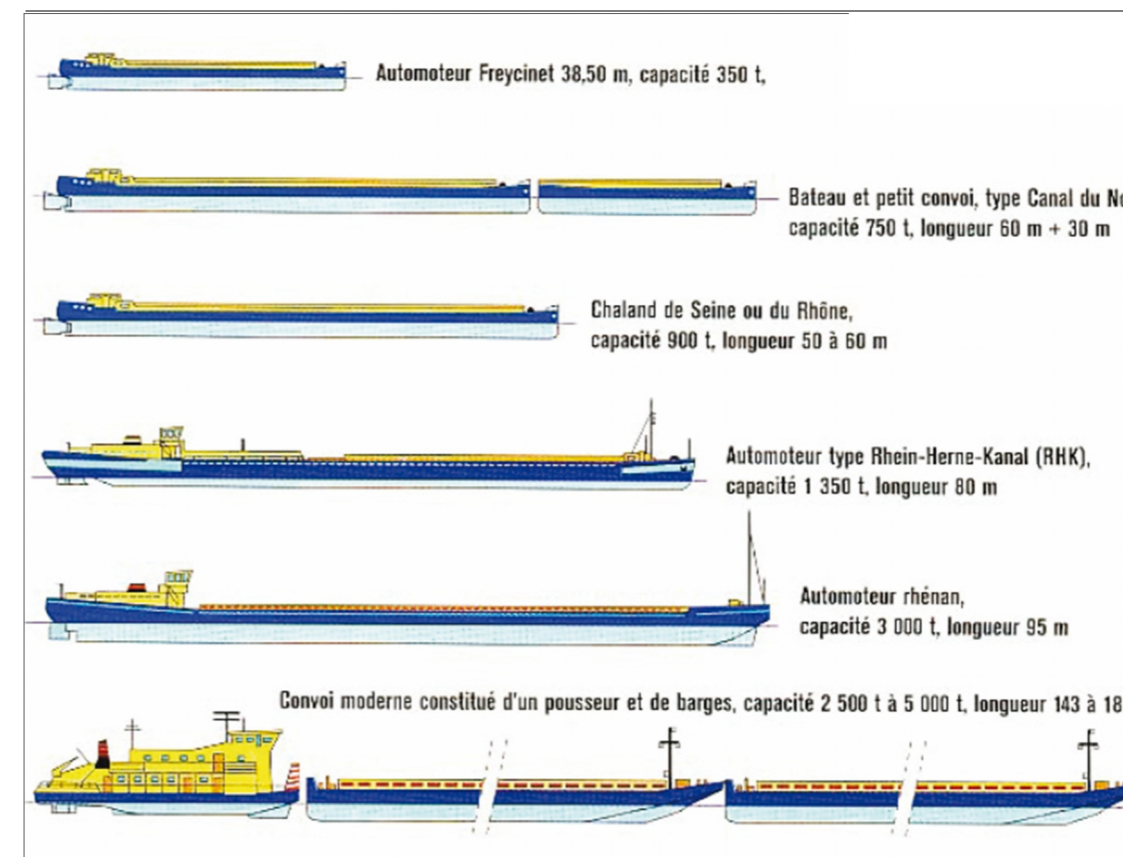 Automoteur Freycinet 38,50 m, capacité 350 t,
Bateau et petit convoi, type Canal du
capacité 750 t, longueur 60 m + 30 m
Chaland de Seine ou du Rhône,
capacité 900 t, longueur 50 à 60 m
Automoteur type Rhein-Herne-Kanal (RHK),
capacité 1 350 t, longueur 80 m
Automoteur rhénan,
capacité 3 000 t, longueur 95 m
Convoi moderne constitué d'un pousseur et de barges, capacité 2 500 t à 5 000 t, longueur 143 à